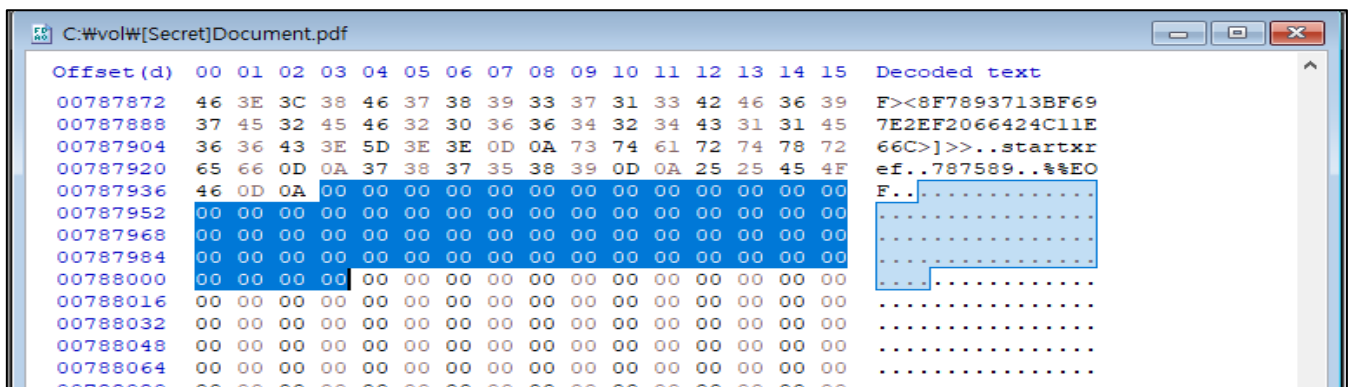 C:₩vol₩[Secret]Document.pdf
Offset(d) 00 01 02 03 04 05 06 07 08 09 10 11 12 13 14 15 Decoded text
00787872 46 3E 3C 38 46 37 38 39 33 37 31 33 42 46 36 39 F><8F7893713BF69
00787888 37 45 32 45 46 32 30 36 36 34 32 34 43 31 31 45 7E2EF2066424C11E
00787904 36 36 43 3E 5D 3E 3E 0D 0A 73 74 61 72 74 78 72 66C>]>>..startxr
00787920 65 66 0D 0A 37 38 37 35 38 39 0D 0A 25 25 45 4F ef..787589..%%EO
00787936 46 0D 0A 00 00 00 00 00 00 00 00 00 00 00 00 00 F...............
00787952 00 00 00 00 00 00 00 00 00 00 00 00 00 00 00 00 ................
00787968 00 00 00 00 00 00 00 00 00 00 00 00 00 00 00 00 ................
00787984 00 00 00 00 00 00 00 00 00 00 00 00 00 00 00 00 ................
00788000 00 00 00 00 00 00 00 00 00 00 00 00 00 00 00 00 ................
00788016 00 00 00 00 00 00 00 00 00 00 00 00 00 00 00 00 ................
00788032 00 00 00 00 00 00 00 00 00 00 00 00 00 00 00 00 ................
00788048 00 00 00 00 00 00 00 00 00 00 00 00 00 00 00 00 ................
00788064 00 00 00 00 00 00 00 00 00 00 00 00 00 00 00 00 ................